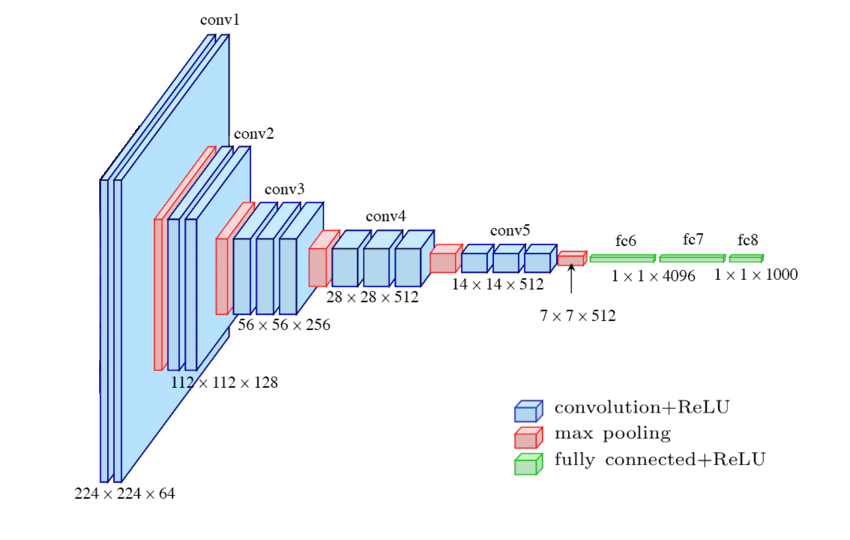 conv1
conv2
conv3
conv4
conv5
fc6
fc7
fc8
1 × 1 × 4096
1 × 1 × 1000
14 × 14 × 512
28 × 28 × 512
7 × 7 × 512
56 × 56 × 256
112 × 112 × 128
224 × 224 × 64
convolution+ReLU
max pooling
fully connected+ReLU